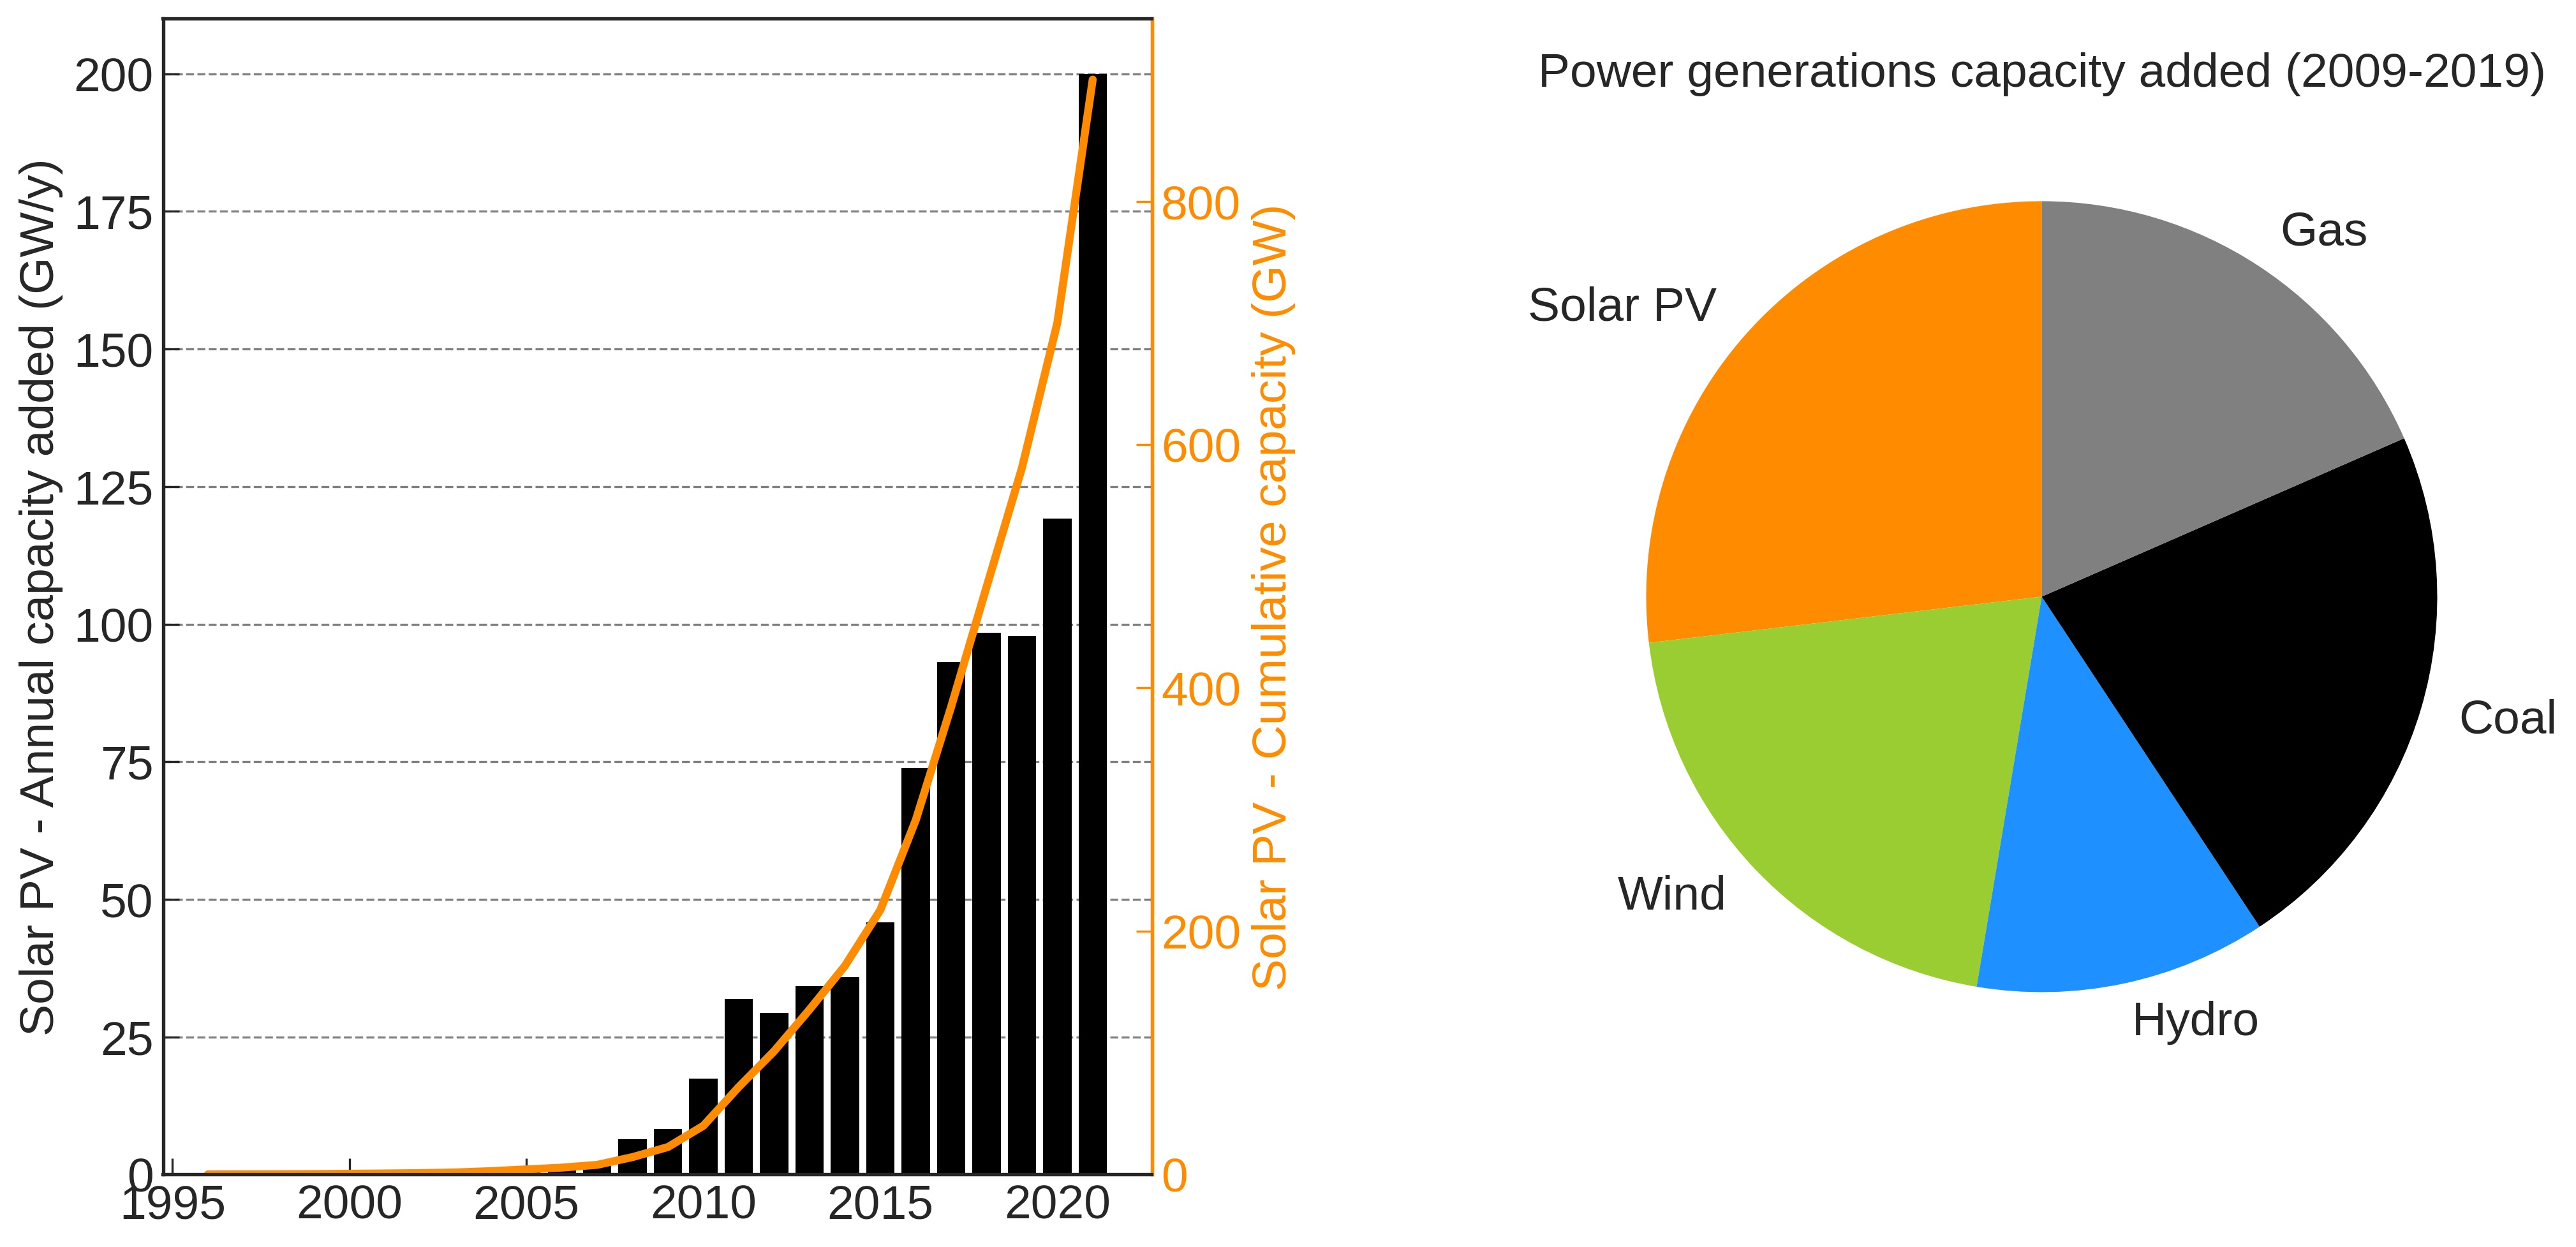 Solar PV - Annual capacity added (GW/y)
200
175
150
125
100
75
50
25
0
1995
2000
2005
2010
2015
2020
800
600
400
200
0
Solar PV - Cumulative capacity (GW)
Power generations capacity added (2009-2019)
Gas
Solar PV
Coal
Wind
Hydro